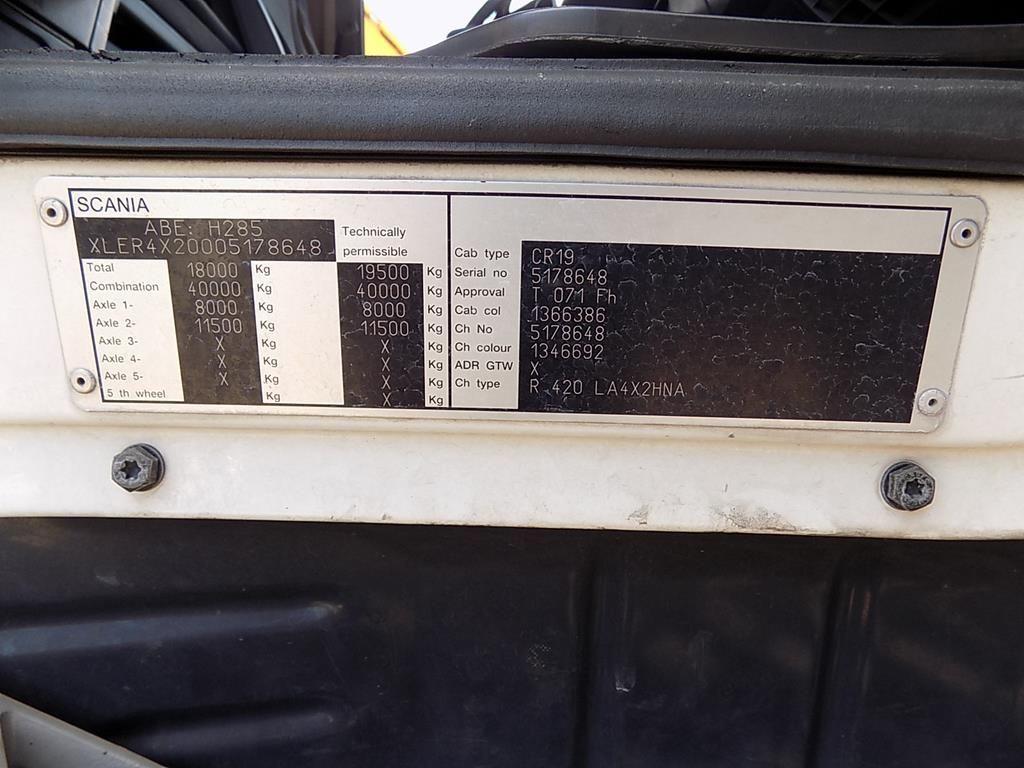 SCANIA
ABE: H285
XLER4X20005178648
Technically
permissible
Total 18000 Kg 19500 Kg
Combination 40000 Kg 40000 Kg
Axle 1- 8000 Kg 8000 Kg
Axle 2- 11500 Kg 11500 Kg
Axle 3- X Kg X Kg
Axle 4- X Kg X Kg
Axle 5- X Kg X Kg
5 th wheel Kg X Kg
Cab type CR19
Serial no 5178648
Approval T 071 Fh
Cab col 1366386
Ch No 5178648
Ch colour 1346692
ADR GTW X
Ch type R 420 LA4X2HNA